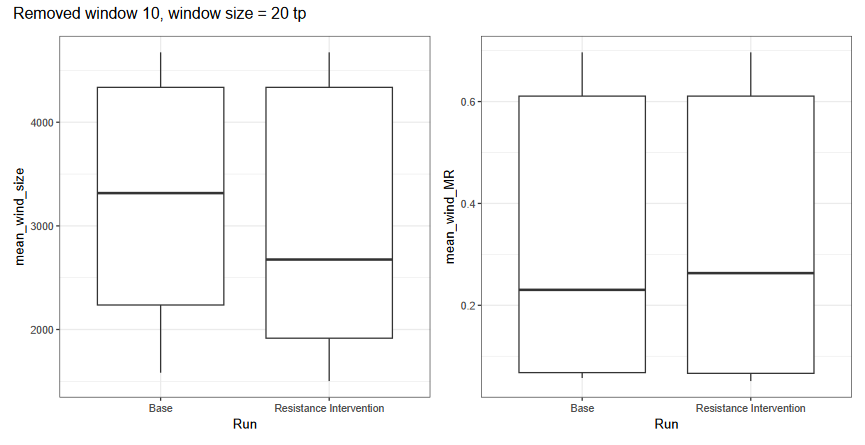 Removed window 10, window size = 20 tp
mean_wind_size
4000
3000
2000
Base
Resistance Intervention
Run
mean_wind_MR
0.6
0.4
0.2
Base
Resistance Intervention
Run